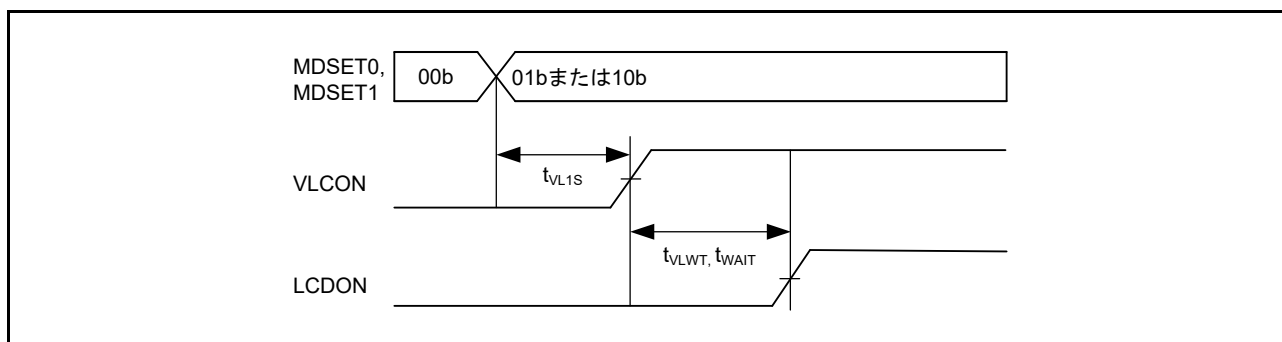 MDSET0,
MDSET1
00b
01bまたは10b
tVL1S
VLCON
tVLWT, tWAIT
LCDON